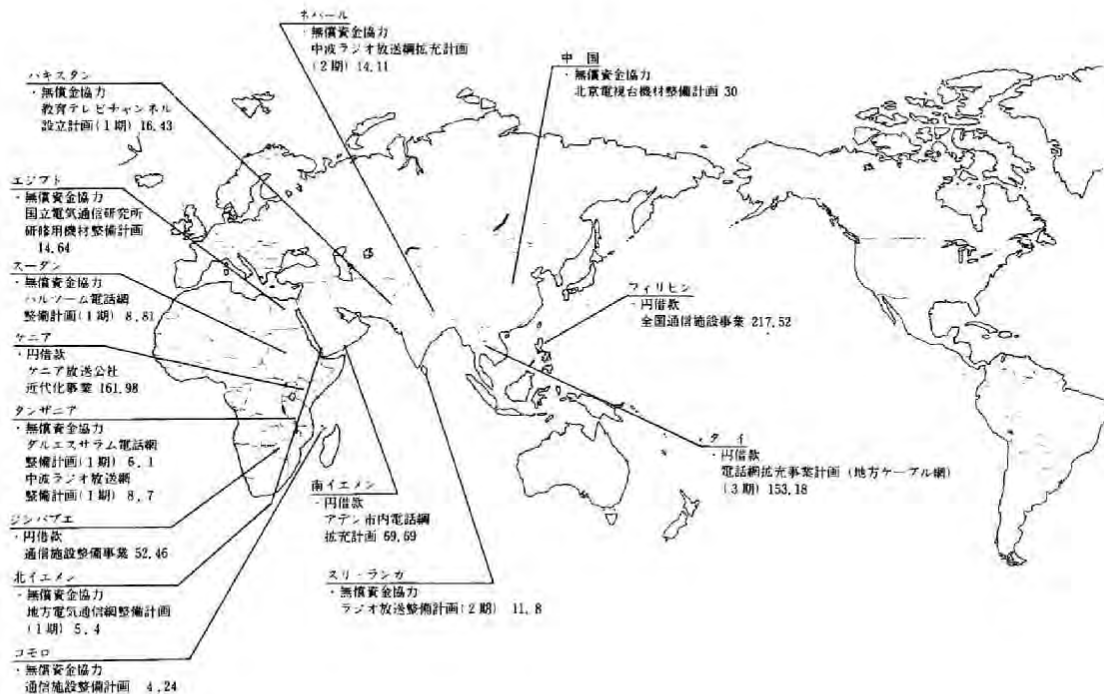 ネパール
・無償資金協力
中波ラジオ放送網拡充計画
(2期) 14.11
中国
・無償資金協力
北京電視台機材整備計画 30
パキスタン
・無償資金協力
教育テレビチャンネル
設立計画(1期) 16.43
エジプト
・無償資金協力
国立電気通信研究所
研修用機材整備計画
14.64
スーダン
・無償資金協力
ハルツーム電話網
整備計画(1期) 8.81
ケニア
・円借款
ケニア放送公社
近代化事業 161.98
タンザニア
・無償資金協力
ダルエスサラム電話網
整備計画(1期) 6.1
中波ラジオ放送網
整備計画(1期) 8.7
ジンバブエ
・円借款
通信施設整備事業 52.46
北イエメン
・無償資金協力
地方電気通信網整備計画
(1期) 5.4
コモロ
・無償資金協力
通信施設整備計画 4.24
南イエメン
・円借款
アデン市内電話網
拡充計画 69.69
スリ・ランカ
・無償資金協力
ラジオ放送整備計画(2期) 11.8
フィリピン
・円借款
全国通信施設事業 217.52
・タイ
・円借款
電話網拡充事業計画 (地方ケーブル網)
(3期) 153.18